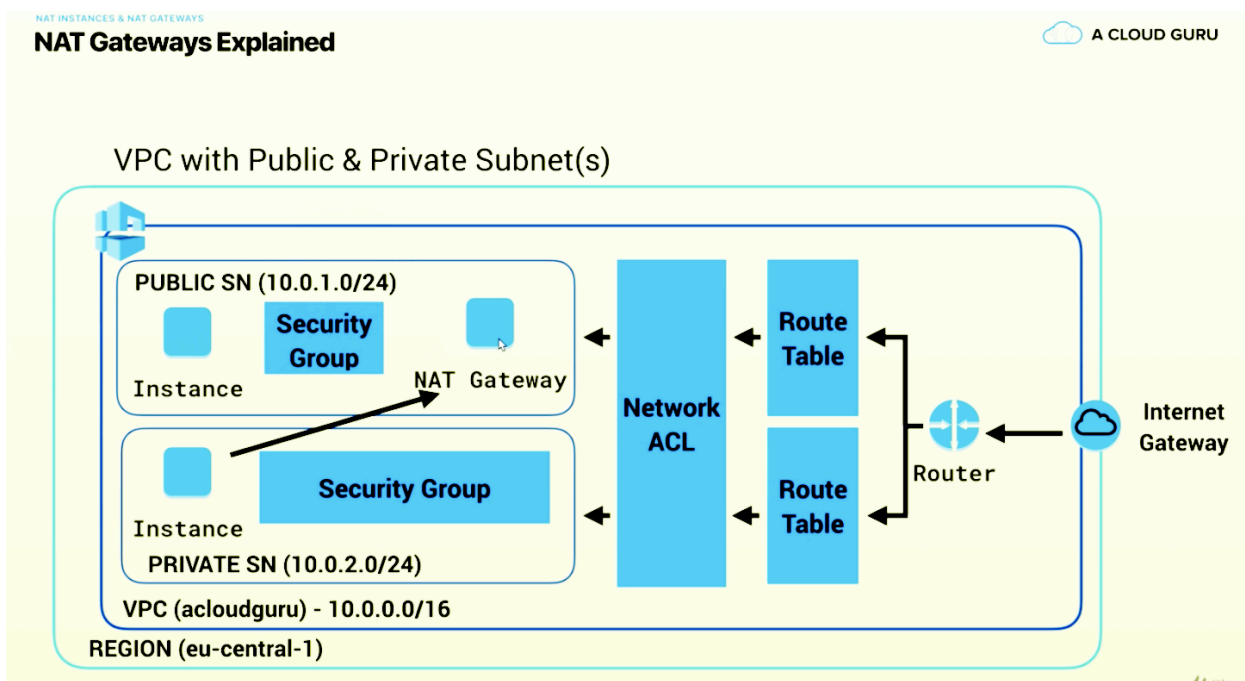 NAT INSTANCES & NAT GATEWAYS
NAT Gateways Explained
A CLOUD GURU
VPC with Public & Private Subnet(s)
PUBLIC SN (10.0.1.0/24)
Security
Group
Instance
NAT Gateway
Instance
Security Group
PRIVATE SN (10.0.2.0/24)
Network
ACL
Route
Table
Route
Table
Router
Internet
Gateway
VPC (acloudguru) - 10.0.0.0/16
REGION (eu-central-1)